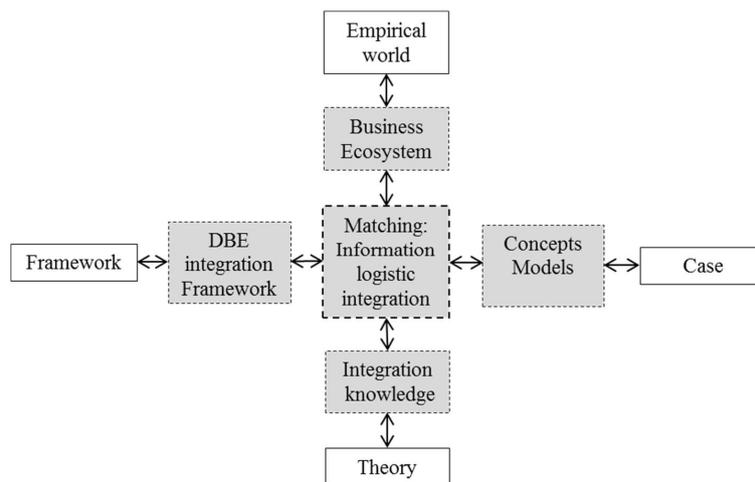 Empirical
world
Business
Ecosystem
Framework
DBE
integration
Framework
Matching:
Information
logistic
integration
Concepts
Models
Case
Integration
knowledge
Theory